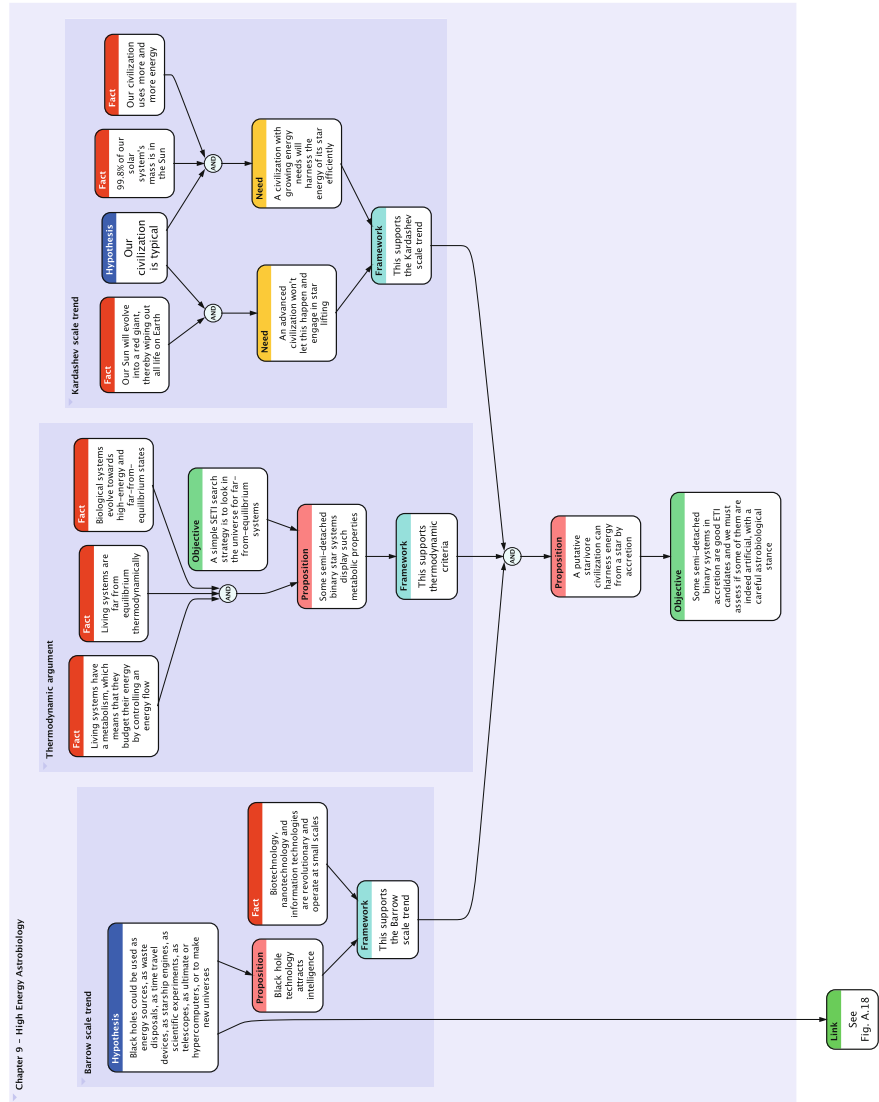 Chapter 9 – High Energy Astrobiology
Barrow scale trend
Hypothesis
Black holes could be used as
energy sources, as waste
disposals, as time travel
devices, as starship engines, as
scientific experiments, as
telescopes, as ultimate or
hypercomputers, or to make
new universes
Proposition
Black hole
technology
attracts
intelligence
Fact
Biotechnology,
nanotechnology and
information technologies
are revolutionary and
operate at small scales
Framework
This supports
the Barrow
scale trend
Link
See
Fig. A.18
Thermodynamic argument
Fact
Living systems have
a metabolism, which
means that they
budget their energy
by controlling an
energy flow
Fact
Living systems are
far from
equilibrium
thermodynamically
Fact
Biological systems
evolve towards
high–energy and
far–from–
equilibrium states
AND
Objective
A simple SETI search
strategy is to look in
the universe for far–
from–equilibrium
systems
Proposition
Some semi–detached
binary star systems
display such
metabolic properties
Framework
This supports
thermodynamic
criteria
Kardashev scale trend
Fact
Our Sun will evolve
into a red giant,
thereby wiping out
all life on Earth
Hypothesis
Our
civilization
is typical
Fact
99.8% of our
solar
system's
mass is in
the Sun
Fact
Our civilization
uses more and
more energy
AND
AND
Need
An advanced
civilization won't
let this happen and
engage in star
lifting
Need
A civilization with
growing energy
needs will
harness the
energy of its star
efficiently
Framework
This supports
the Kardashev
scale trend
AND
Proposition
A putative
starivore
civilization can
harness energy
from a star by
accretion
Objective
Some semi–detached
binary systems in
accretion are good ETI
candidates and we must
assess if some of them are
indeed artificial, with a
careful astrobiological
stance